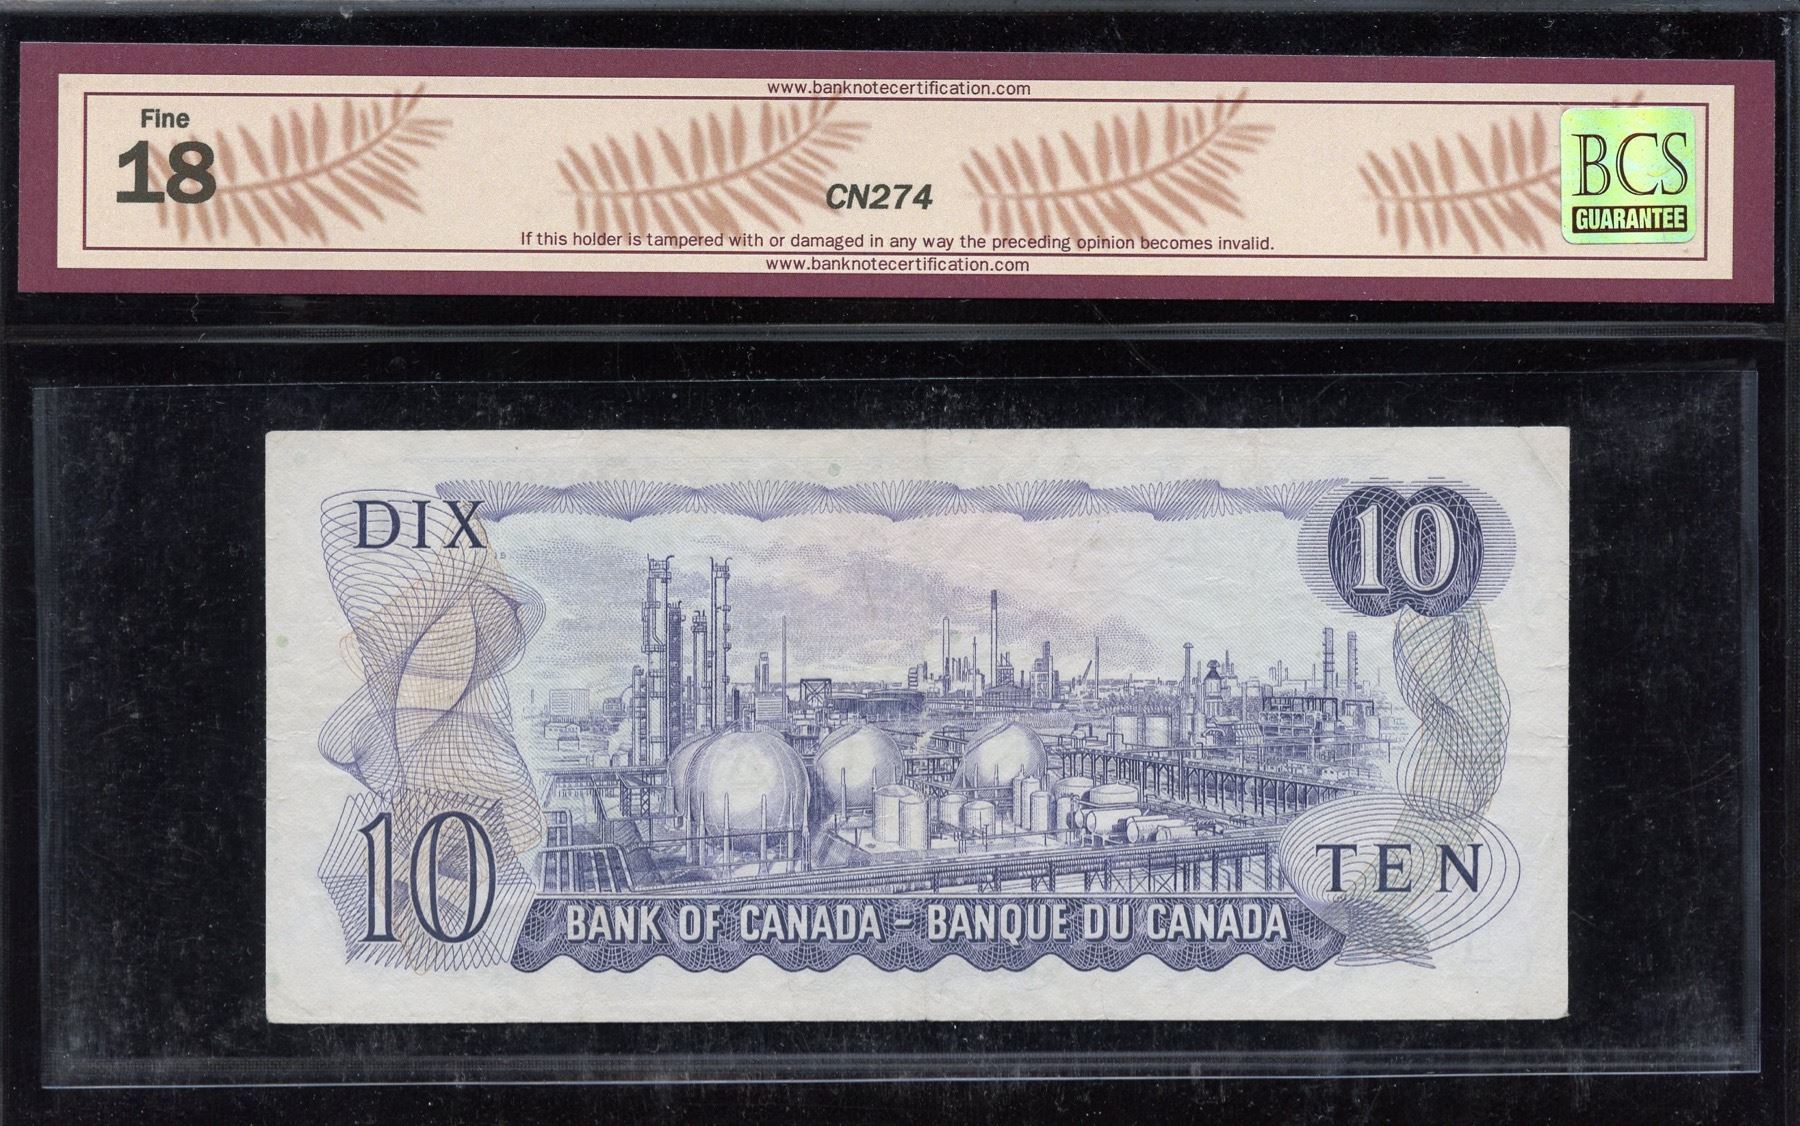 www.banknotecertification.com
Fine
18
CN274
BCS
GUARANTEE
If this holder is tampered with or damaged in any way the preceding opinion becomes invalid.
www.banknotecertification.com
DIX
10
10
TEN
BANK OF CANADA – BANQUE DU CANADA